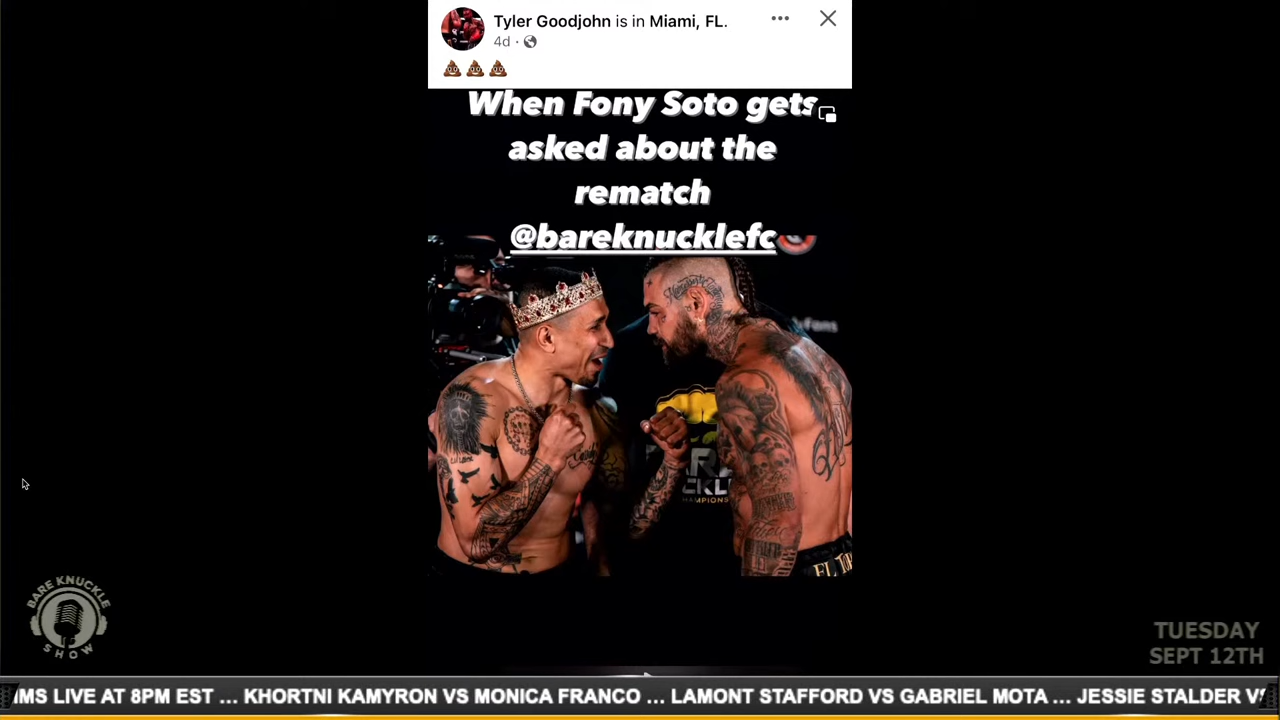 Tyler Goodjohn is in Miami, FL.
4d ·
💩💩💩
When Fony Soto gets
asked about the
rematch
@bareknucklefc
BARE KNUCKLE
SHOW
TUESDAY
SEPT 12TH
IMS LIVE AT 8PM EST ... KHORTNI KAMYRON VS MONICA FRANCO ... LAMONT STAFFORD VS GABRIEL MOTA ... JESSIE STALDER V